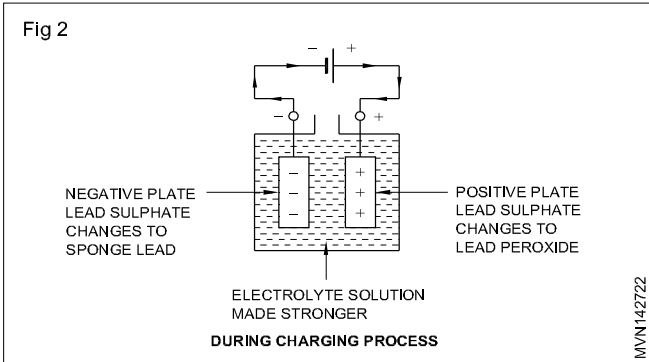 Fig 2
− +
− +
− +
− +
− +
NEGATIVE PLATE
LEAD SULPHATE
CHANGES TO
SPONGE LEAD
POSITIVE PLATE
LEAD SULPHATE
CHANGES TO
LEAD PEROXIDE
ELECTROLYTE SOLUTION
MADE STRONGER
DURING CHARGING PROCESS
MVN142722